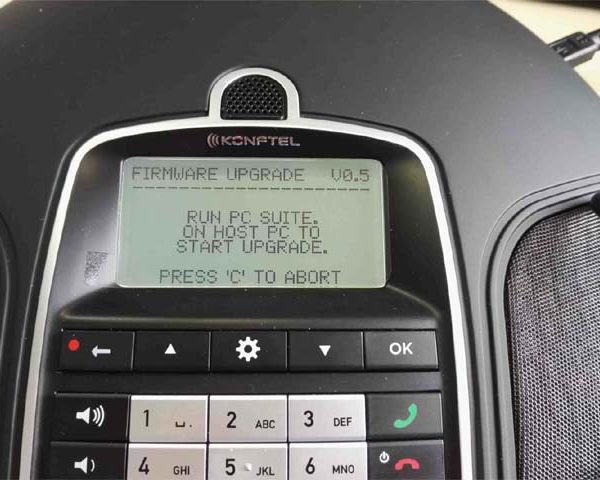 KONFTEL
FIRMWARE UPGRADE V0.5
RUN PC SUITE.
ON HOST PC TO
START UPGRADE.
PRESS 'C' TO ABORT
OK
1 2 ABC 3 DEF
4 GHI 5 JKL 6 MNO